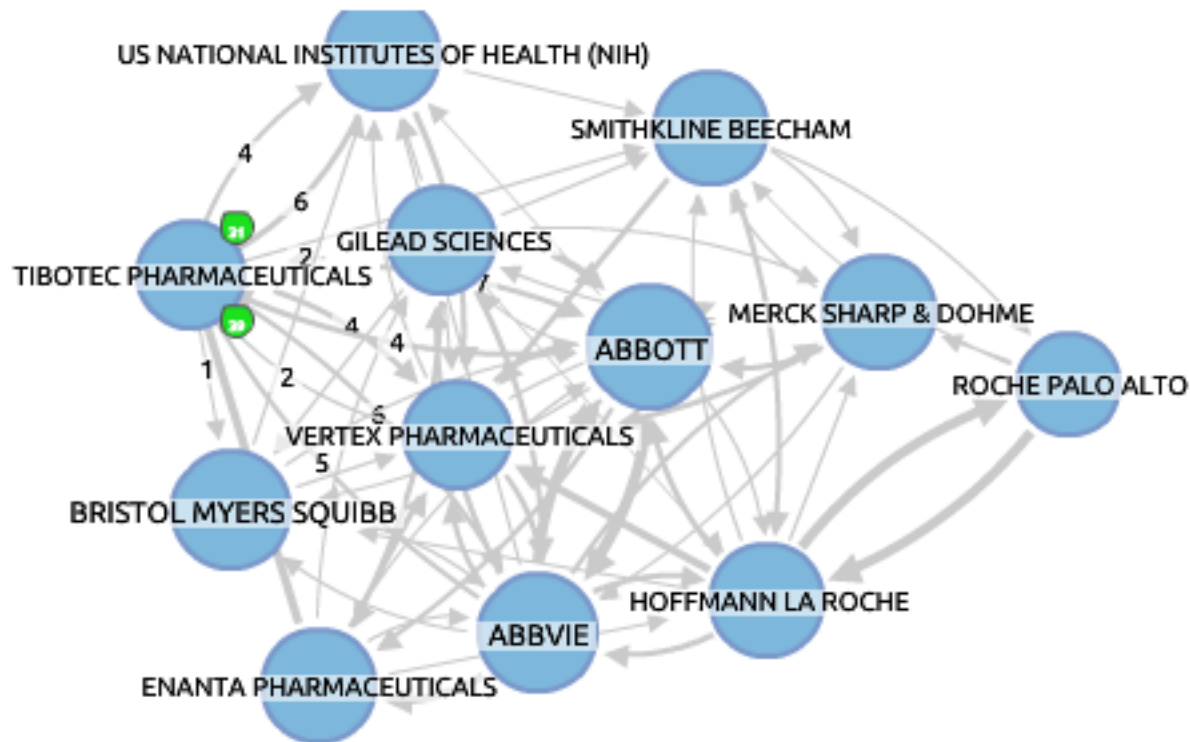 US NATIONAL INSTITUTES OF HEALTH (NIH)
SMITHKLINE BEECHAM
4
6
31
2
GILEAD SCIENCES
TIBOTEC PHARMACEUTICALS
7
39
4
4
MERCK SHARP & DOHME
ABBOTT
1
2
ROCHE PALO ALTO
6
VERTEX PHARMACEUTICALS
5
BRISTOL MYERS SQUIBB
HOFFMANN LA ROCHE
ABBVIE
ENANTA PHARMACEUTICALS